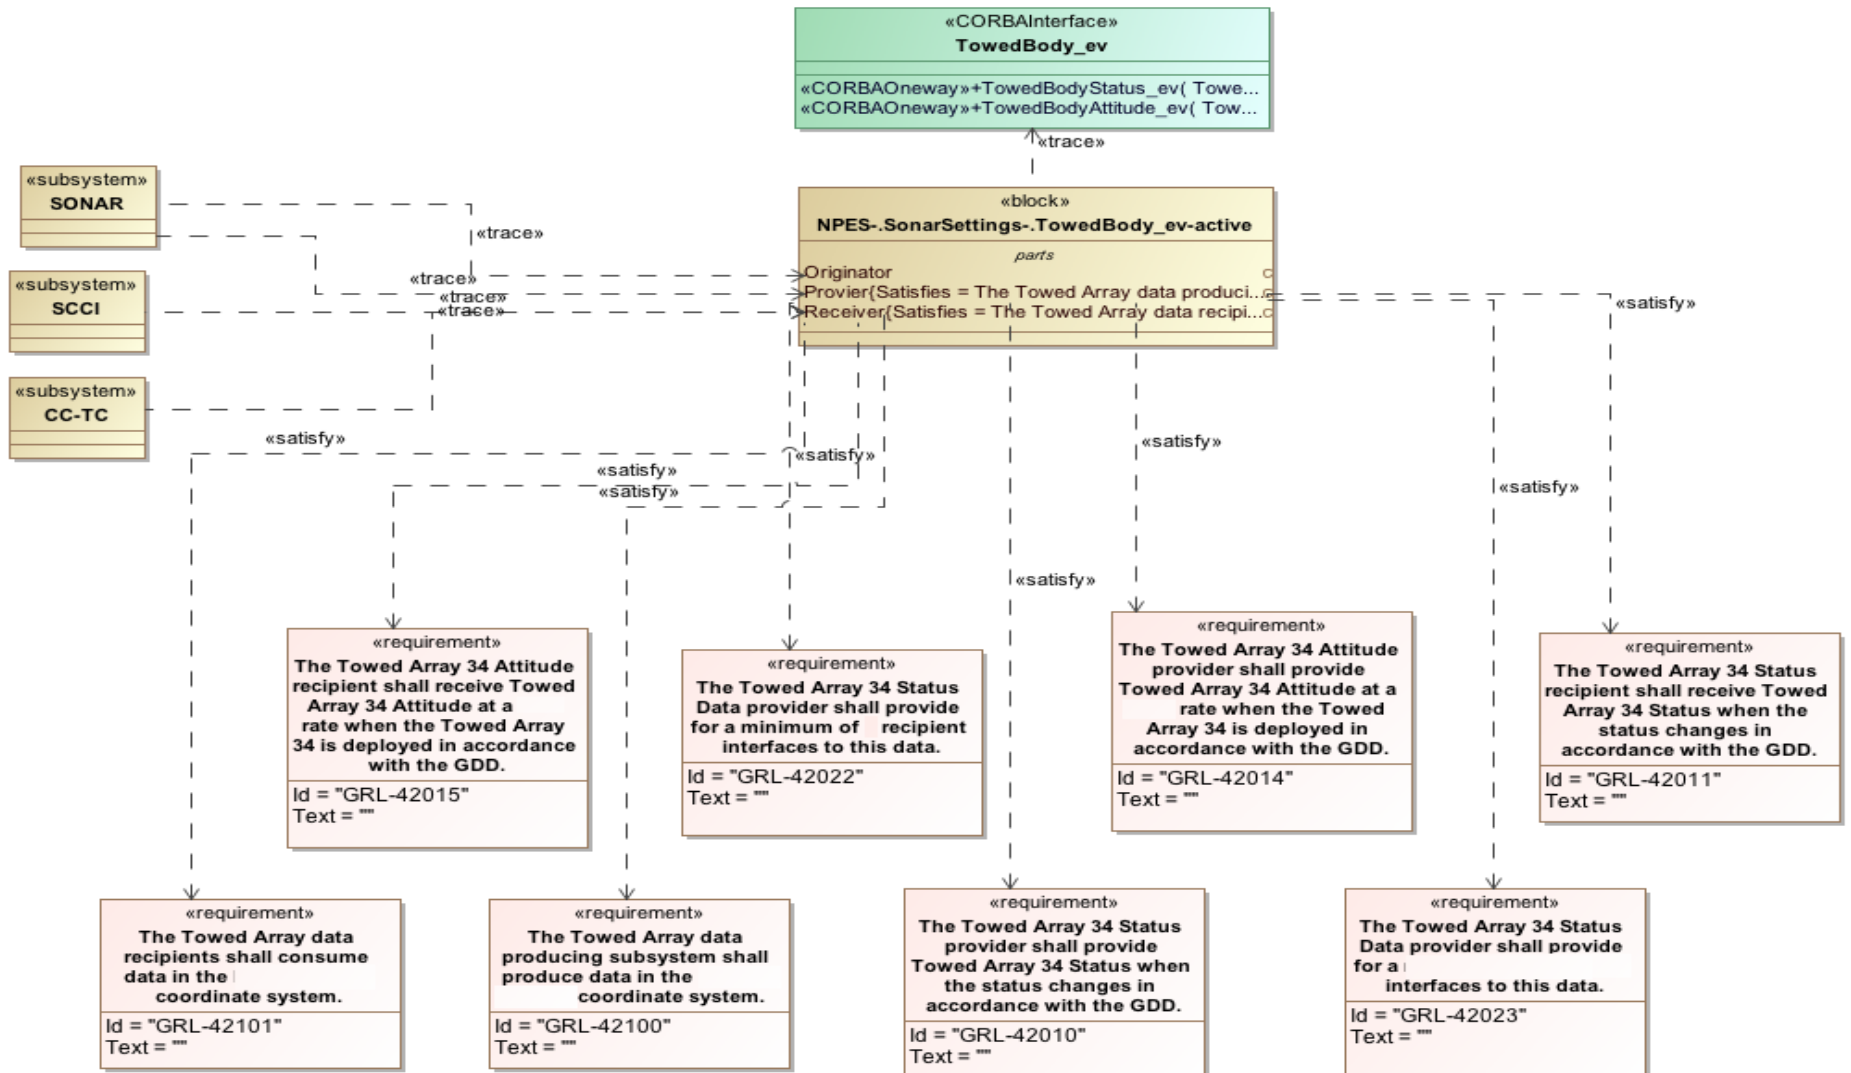 «CORBAInterface»
TowedBody_ev
«CORBAOneway»+TowedBodyStatus_ev( Towe...
«CORBAOneway»+TowedBodyAttitude_ev( Tow...
«trace»
«subsystem»
SONAR
«subsystem»
SCCI
«subsystem»
CC-TC
«trace»
«trace»
«trace»
«trace»
«block»
NPES-.SonarSettings-.TowedBody_ev-active
parts
Originator
c
Provier{Satisfies = The Towed Array data produci...c
Receiver{Satisfies = The Towed Array data recipi...c
«satisfy»
«satisfy»
«satisfy»
«satisfy»
«satisfy»
«satisfy»
«satisfy»
«satisfy»
«requirement»
The Towed Array 34 Attitude
recipient shall receive Towed
Array 34 Attitude at a
rate when the Towed Array
34 is deployed in accordance
with the GDD.
Id = "GRL-42015"
Text = ""
«requirement»
The Towed Array 34 Status
Data provider shall provide
for a minimum of recipient
interfaces to this data.
Id = "GRL-42022"
Text = ""
«requirement»
The Towed Array 34 Attitude
provider shall provide
Towed Array 34 Attitude at a
rate when the Towed
Array 34 is deployed in
accordance with the GDD.
Id = "GRL-42014"
Text = ""
«requirement»
The Towed Array 34 Status
recipient shall receive Towed
Array 34 Status when the
status changes in
accordance with the GDD.
Id = "GRL-42011"
Text = ""
«requirement»
The Towed Array data
recipients shall consume
data in the
coordinate system.
Id = "GRL-42101"
Text = ""
«requirement»
The Towed Array data
producing subsystem shall
produce data in the
coordinate system.
Id = "GRL-42100"
Text = ""
«requirement»
The Towed Array 34 Status
provider shall provide
Towed Array 34 Status when
the status changes in
accordance with the GDD.
Id = "GRL-42010"
Text = ""
«requirement»
The Towed Array 34 Status
Data provider shall provide
for a
interfaces to this data.
Id = "GRL-42023"
Text = ""